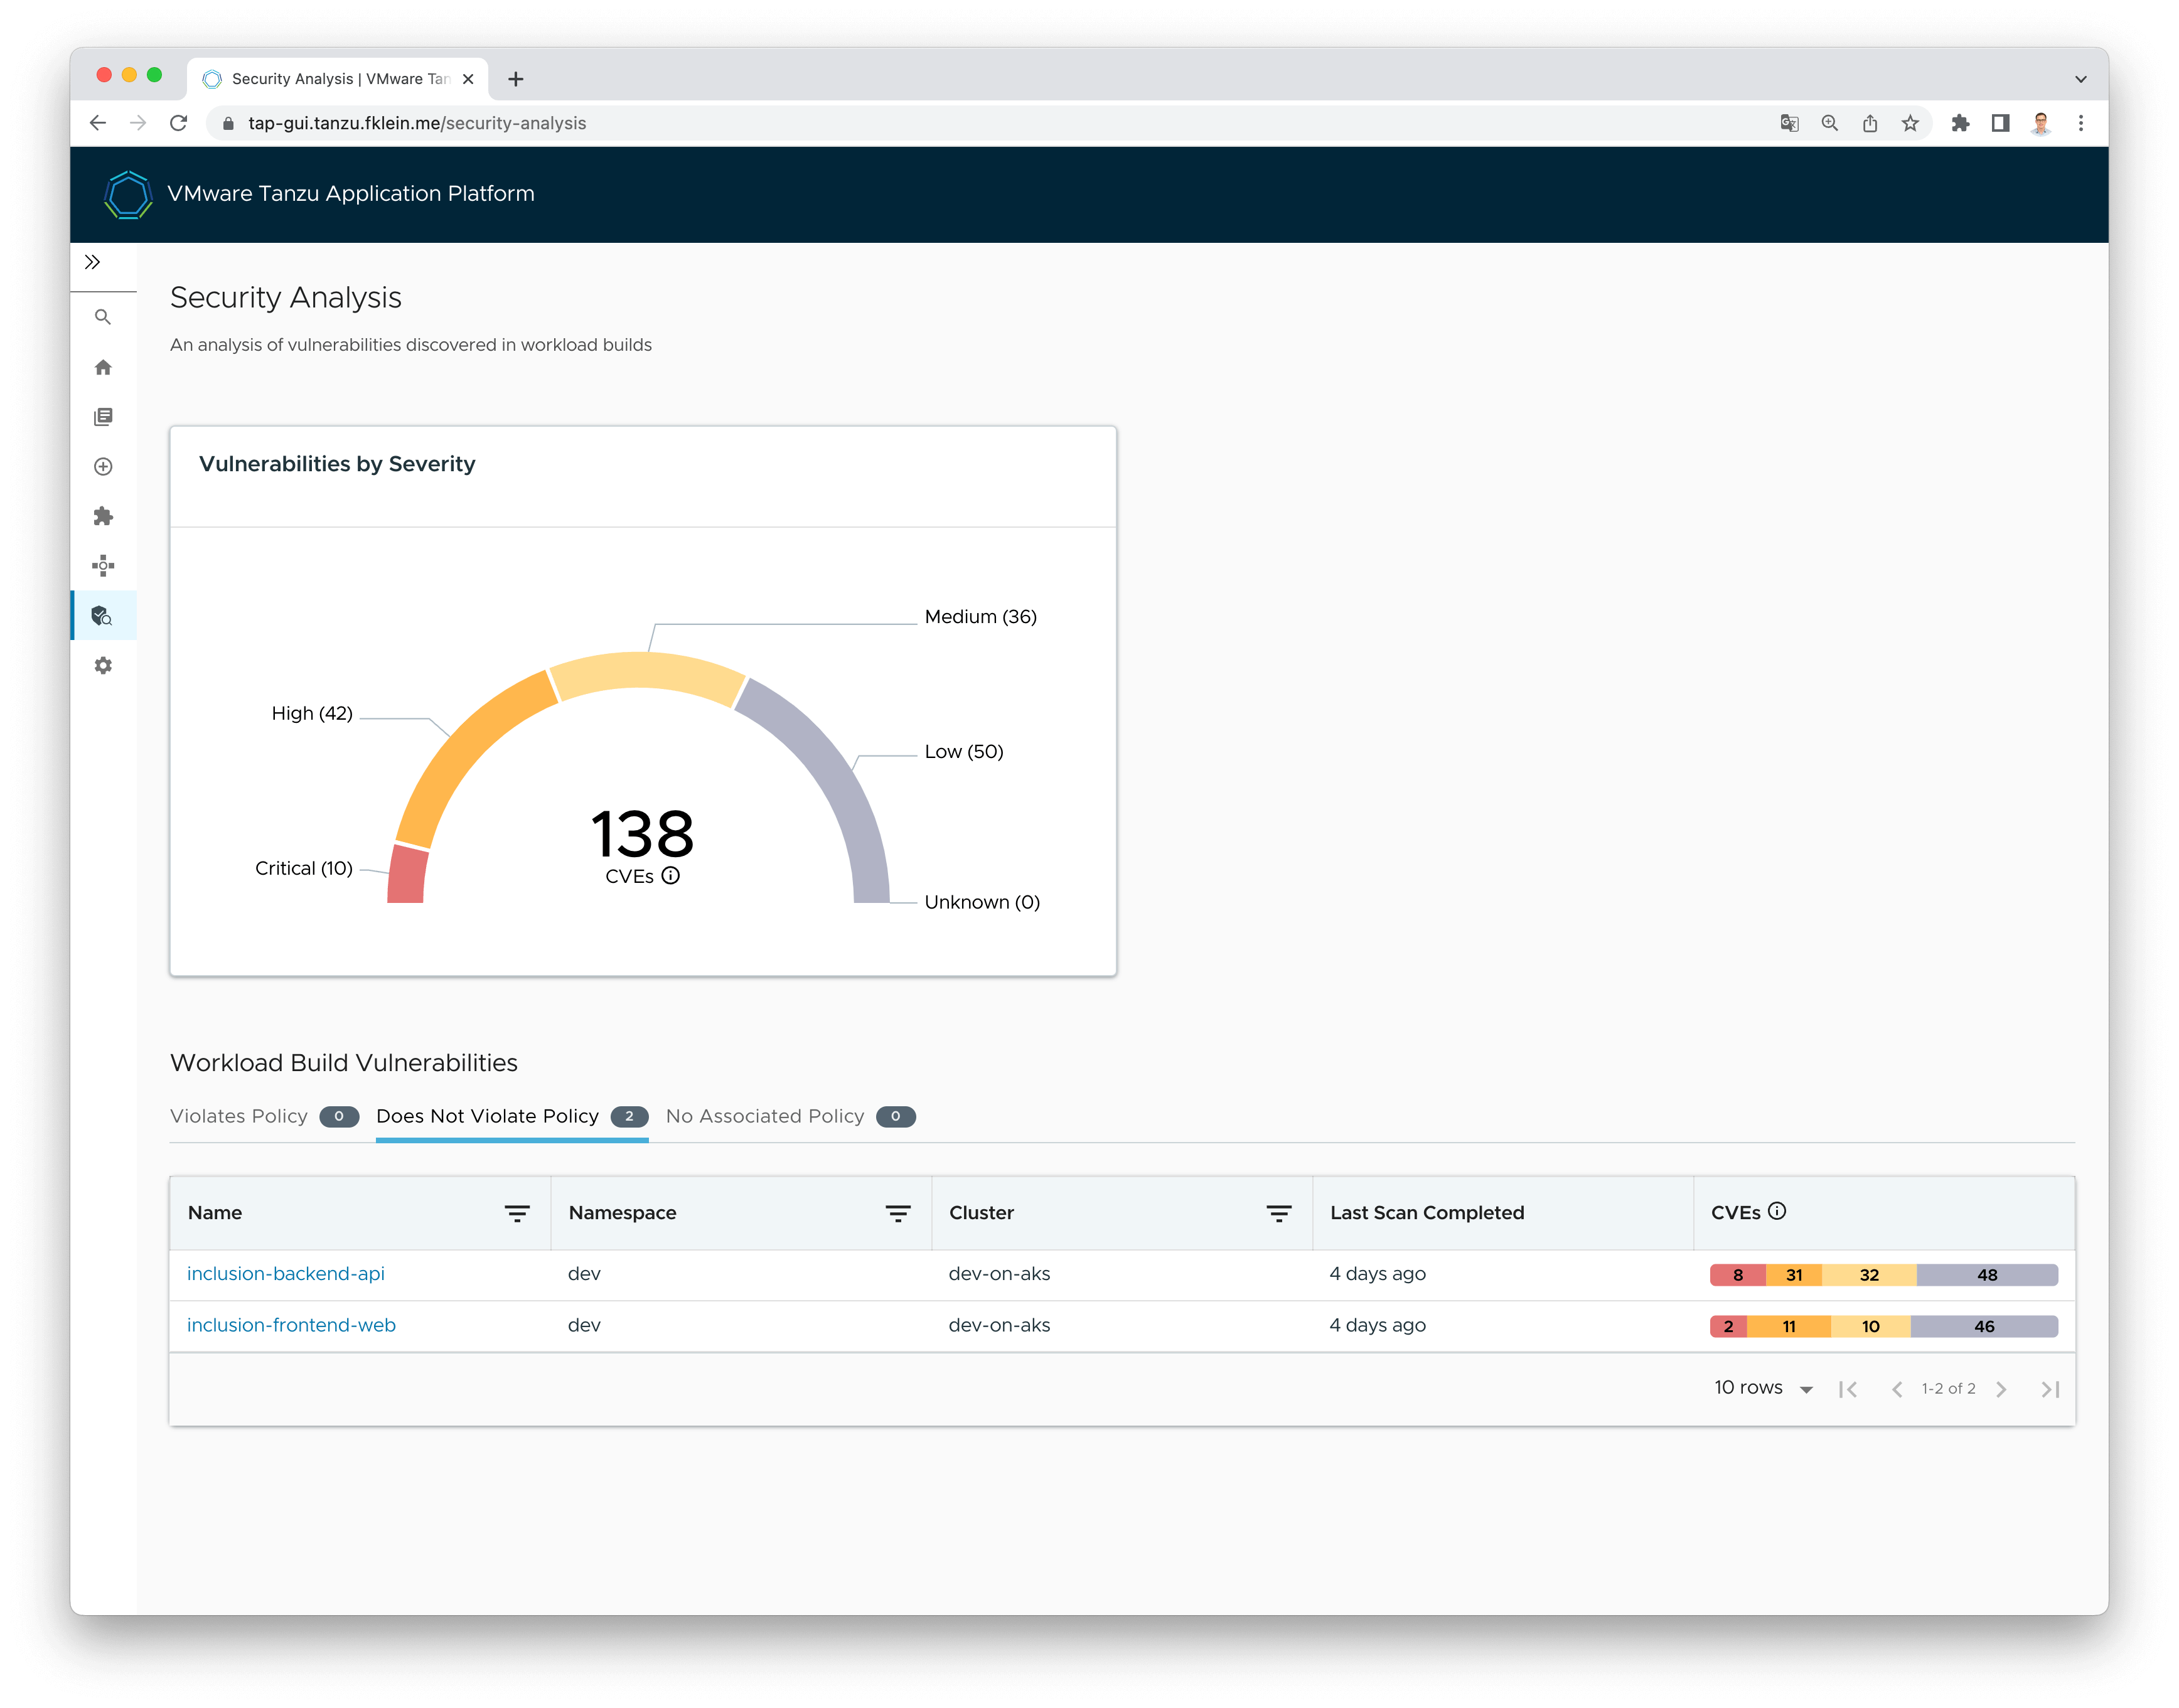 Security Analysis | VMware Tan
tap-gui.tanzu.fklein.me/security-analysis
VMware Tanzu Application Platform
Security Analysis
An analysis of vulnerabilities discovered in workload builds
Vulnerabilities by Severity
Medium (36)
High (42)
Low (50)
138
CVEs
Critical (10)
Unknown (0)
Workload Build Vulnerabilities
Violates Policy 0 Does Not Violate Policy 2 No Associated Policy 0
Name Namespace Cluster Last Scan Completed CVEs
inclusion-backend-api dev dev-on-aks 4 days ago 8 31 32 48
inclusion-frontend-web dev dev-on-aks 4 days ago 2 11 10 46
10 rows 1-2 of 2